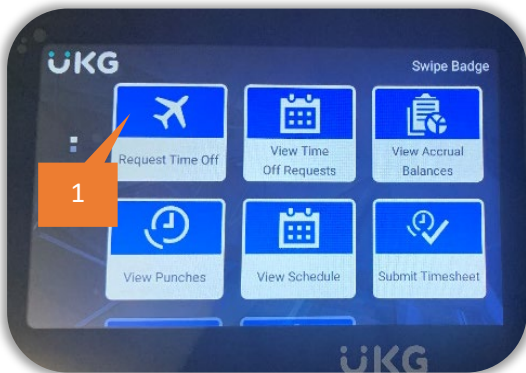 UKG
Swipe Badge
Request Time Off
View Time
Off Requests
View Accrual
Balances
1
View Punches
View Schedule
Submit Timesheet
UKG